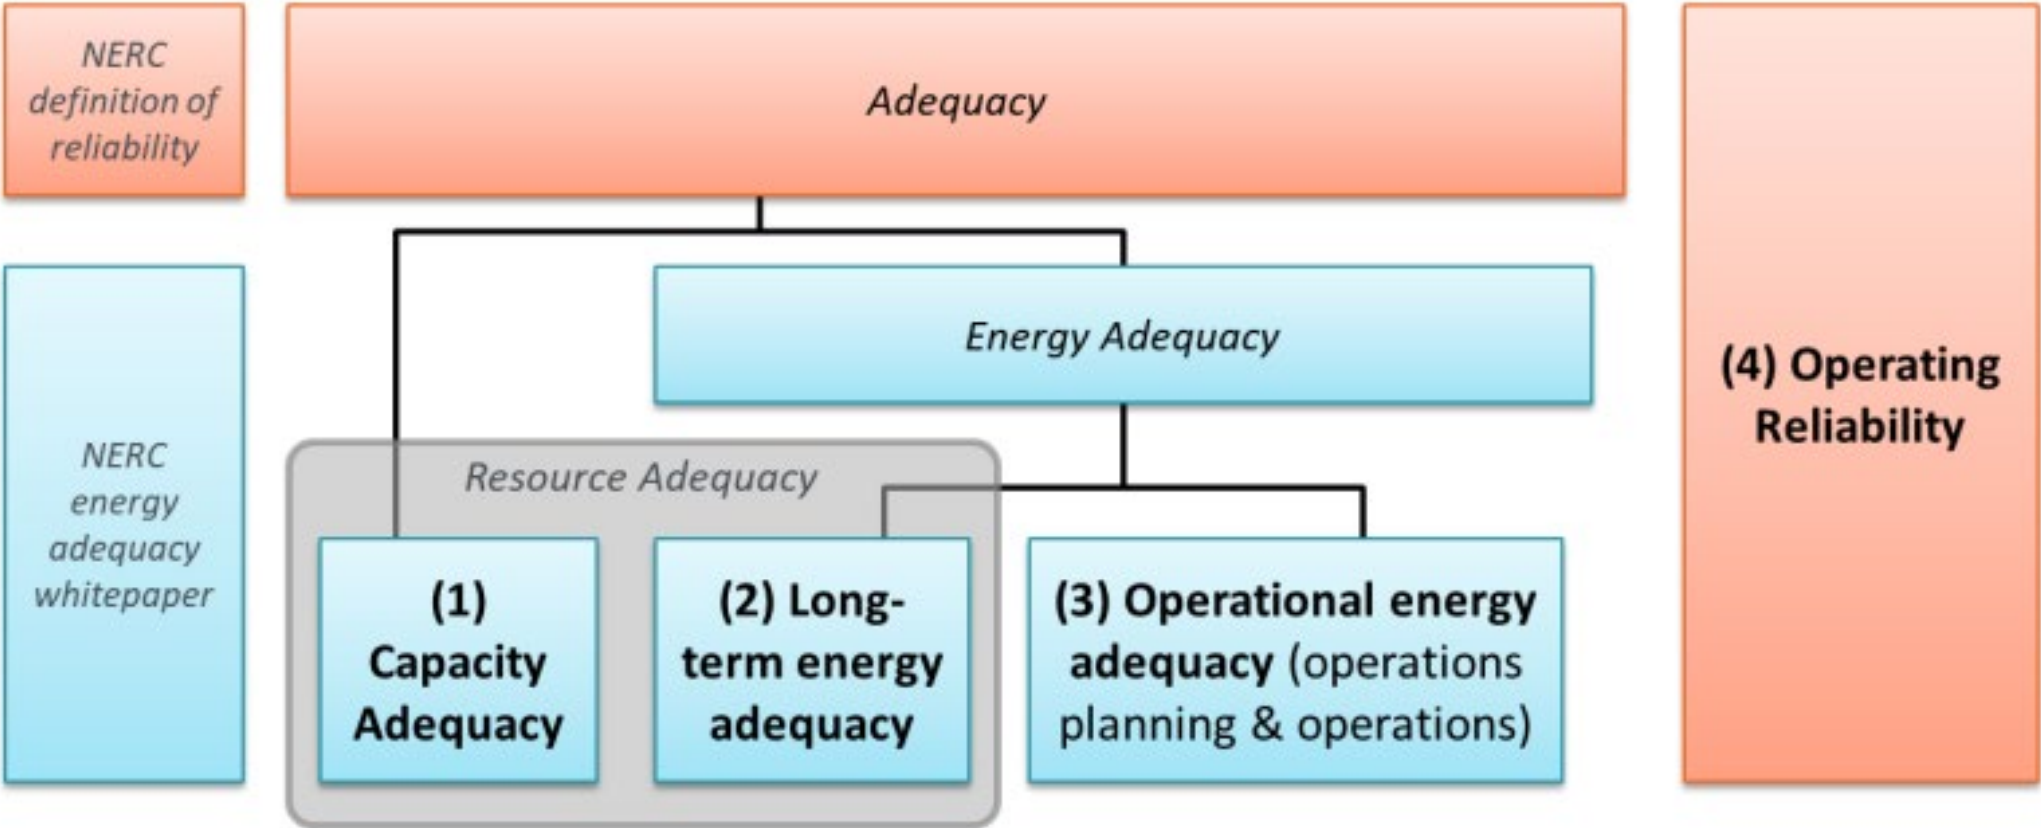 NERC
definition of
reliability
Adequacy
(4) Operating
Reliability
NERC
energy
adequacy
whitepaper
Energy Adequacy
Resource Adequacy
(1)
Capacity
Adequacy
(2) Long-
term energy
adequacy
(3) Operational energy
adequacy (operations
planning & operations)